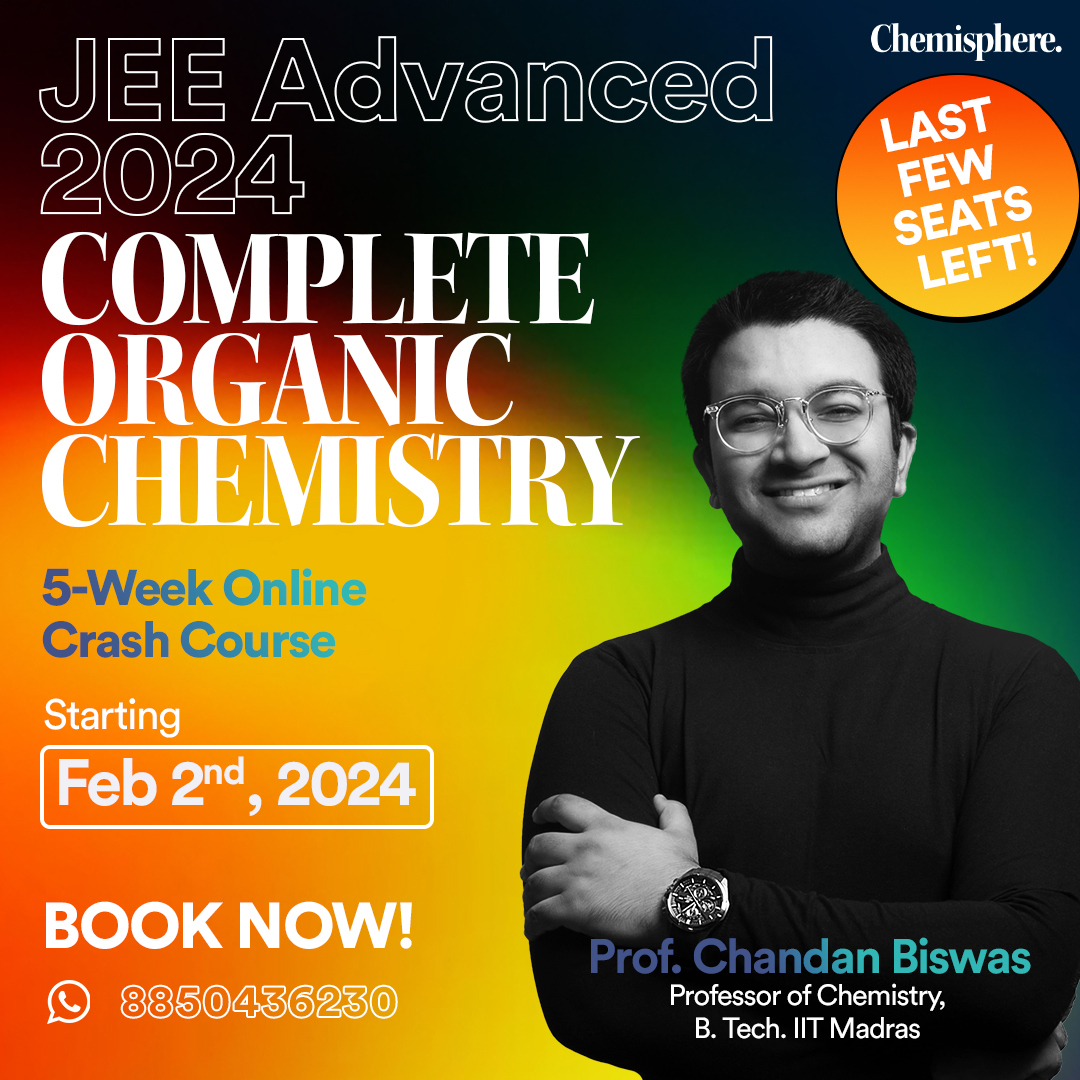 Chemisphere.
JEE Advanced
2024
LAST
FEW
SEATS
LEFT!
COMPLETE
ORGANIC
CHEMISTRY
5-Week Online
Crash Course
Starting
Feb 2nd, 2024
BOOK NOW!
8850436230
Prof. Chandan Biswas
Professor of Chemistry,
B. Tech. IIT Madras